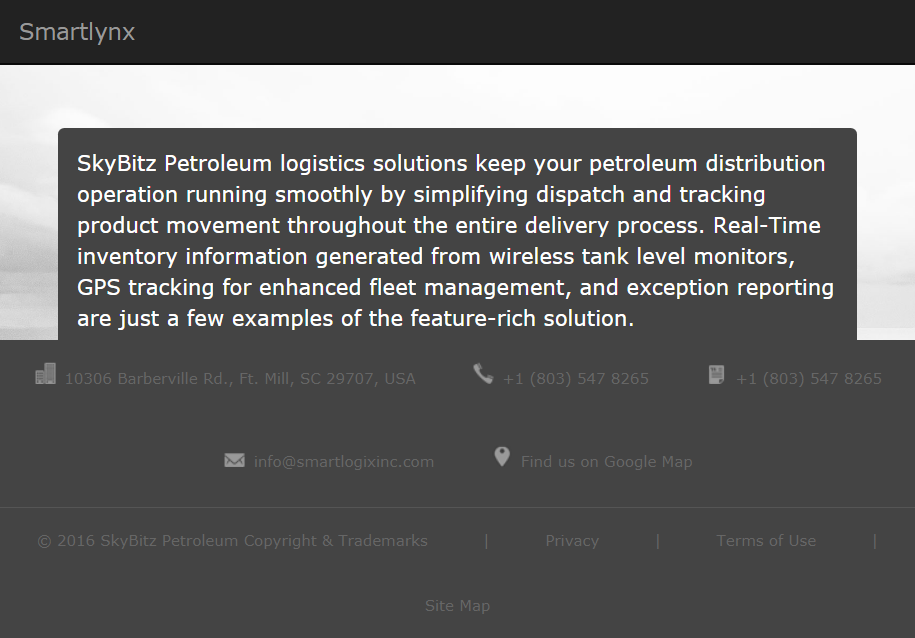 Smartlynx
SkyBitz Petroleum logistics solutions keep your petroleum distribution
operation running smoothly by simplifying dispatch and tracking
product movement throughout the entire delivery process. Real-Time
inventory information generated from wireless tank level monitors,
GPS tracking for enhanced fleet management, and exception reporting
are just a few examples of the feature-rich solution.
10306 Barberville Rd., Ft. Mill, SC 29707, USA +1 (803) 547 8265 +1 (803) 547 8265
info@smartlogixinc.com Find us on Google Map
© 2016 SkyBitz Petroleum Copyright & Trademarks | Privacy | Terms of Use |
Site Map